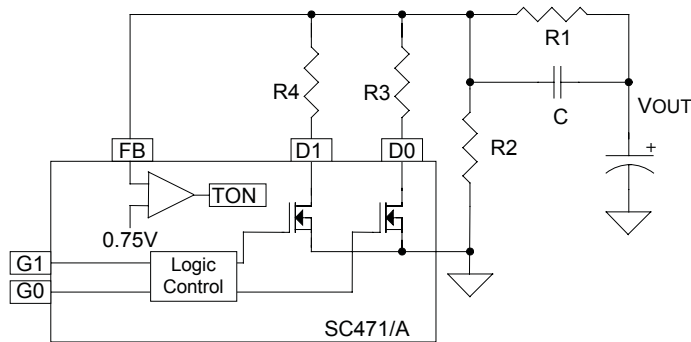 R1
R4
R3
C
VOUT
R2
+
FB
D1
D0
TON
0.75V
G1
G0
Logic
Control
SC471/A